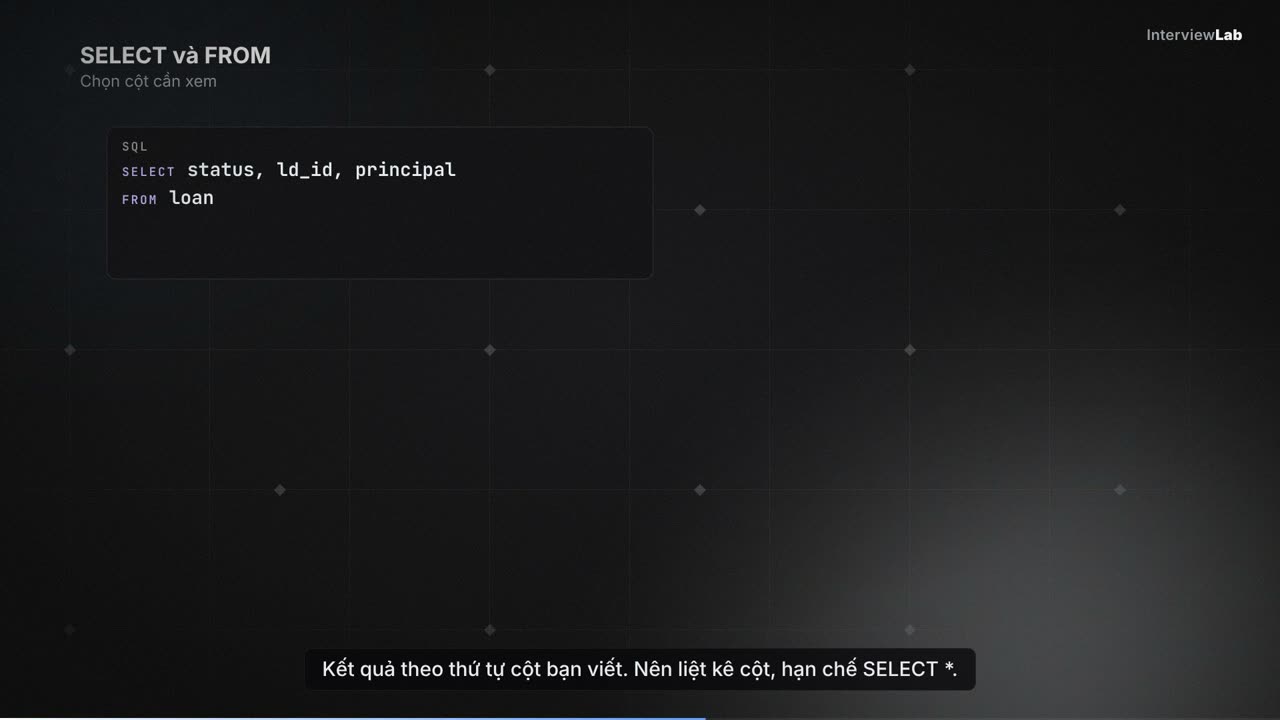 SELECT và FROM
InterviewLab
Chọn cột cần xem
SQL
SELECT status, ld_id, principal
FROM loan
Kết quả theo thứ tự cột bạn viết. Nên liệt kê cột, hạn chế SELECT *.